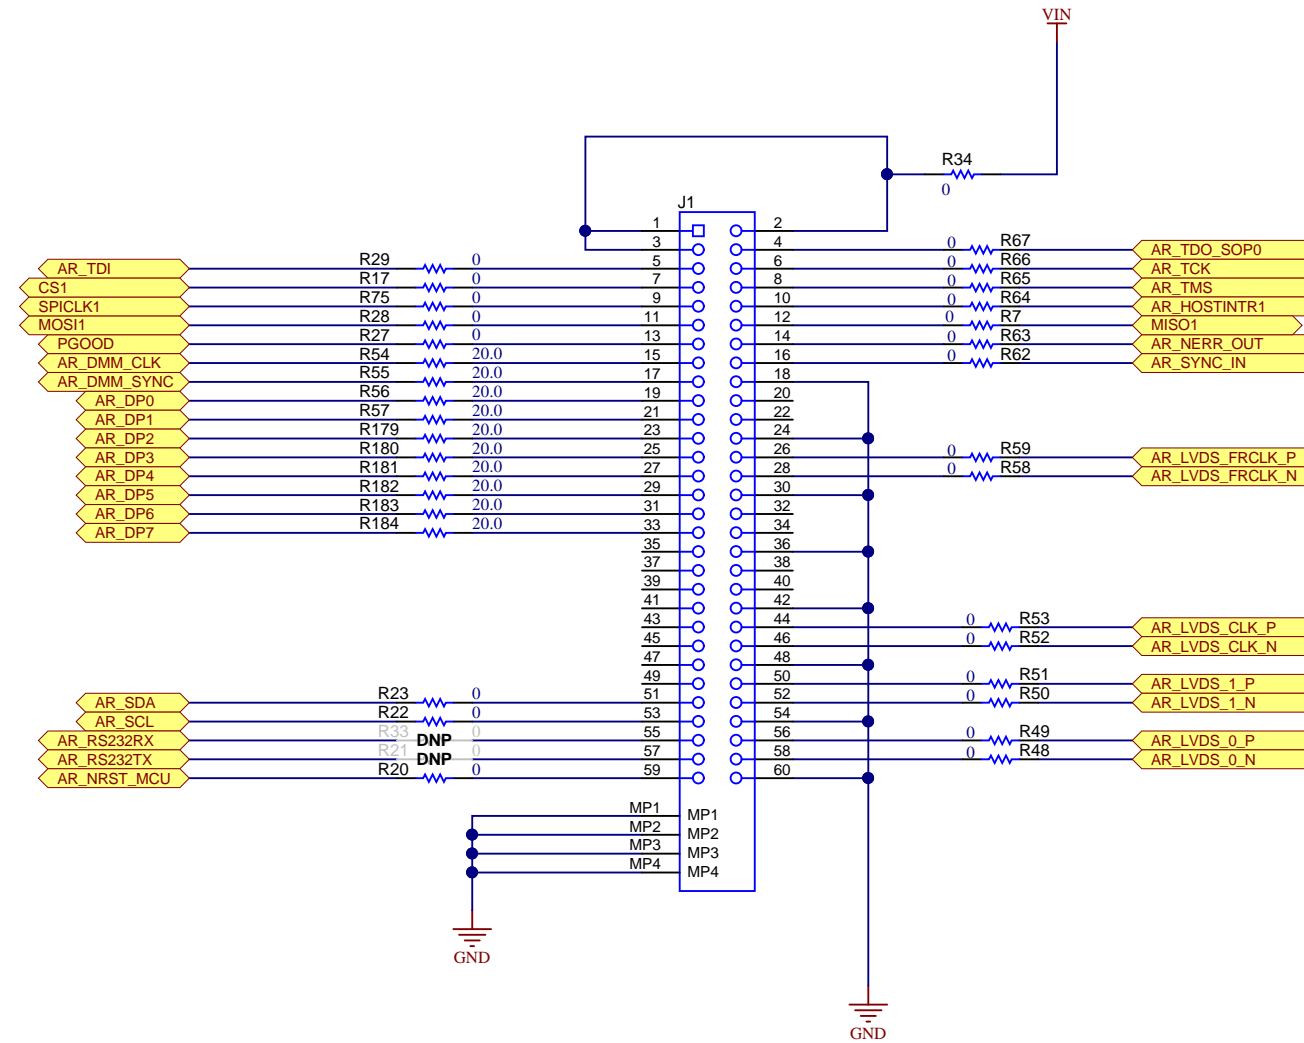 VIN
R34
0
J1
1 2
3 4 0 R67 AR_TDO_SOP0
AR_TDI R29 0 5 6 0 R66 AR_TCK
CS1 R17 0 7 8 0 R65 AR_TMS
SPICLK1 R75 0 9 10 0 R64 AR_HOSTINTR1
MOSI1 R28 0 11 12 0 R7 MISO1
PGOOD R27 0 13 14 0 R63 AR_NERR_OUT
AR_DMM_CLK R54 20.0 15 16 0 R62 AR_SYNC_IN
AR_DMM_SYNC R55 20.0 17 18
AR_DP0 R56 20.0 19 20
AR_DP1 R57 20.0 21 22
AR_DP2 R179 20.0 23 24
AR_DP3 R180 20.0 25 26 0 R59 AR_LVDS_FRCLK_P
AR_DP4 R181 20.0 27 28 0 R58 AR_LVDS_FRCLK_N
AR_DP5 R182 20.0 29 30
AR_DP6 R183 20.0 31 32
AR_DP7 R184 20.0 33 34
35 36
37 38
39 40
41 42
43 44 0 R53 AR_LVDS_CLK_P
45 46 0 R52 AR_LVDS_CLK_N
47 48
49 50 0 R51 AR_LVDS_1_P
AR_SDA R23 0 51 52 0 R50 AR_LVDS_1_N
AR_SCL R22 0 53 54
AR_RS232RX R33 DNP 0 55 56 0 R49 AR_LVDS_0_P
AR_RS232TX R21 DNP 0 57 58 0 R48 AR_LVDS_0_N
AR_NRST_MCU R20 0 59 60
MP1 MP1
MP2 MP2
MP3 MP3
MP4 MP4
GND
GND